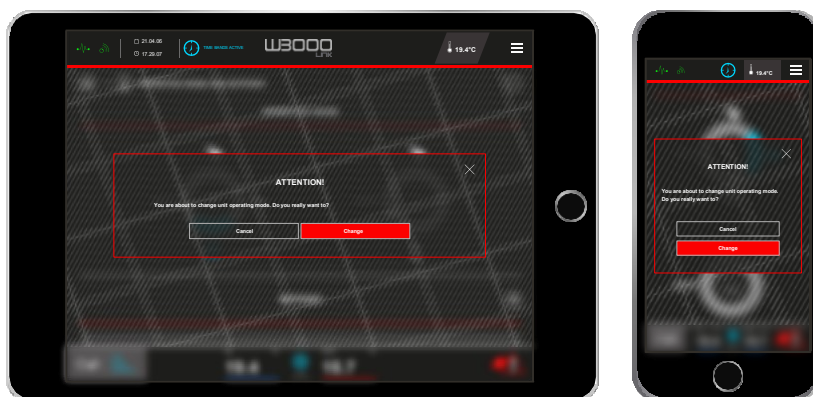 21.04.06
17.29.07
TIME BANDS ACTIVE
W3000
LINK
19.4°C
ATTENTION!
You are about to change unit operating mode. Do you really want to?
Cancel
Change
19.4°C
ATTENTION!
You are about to change unit operating mode.
Do you really want to?
Cancel
Change